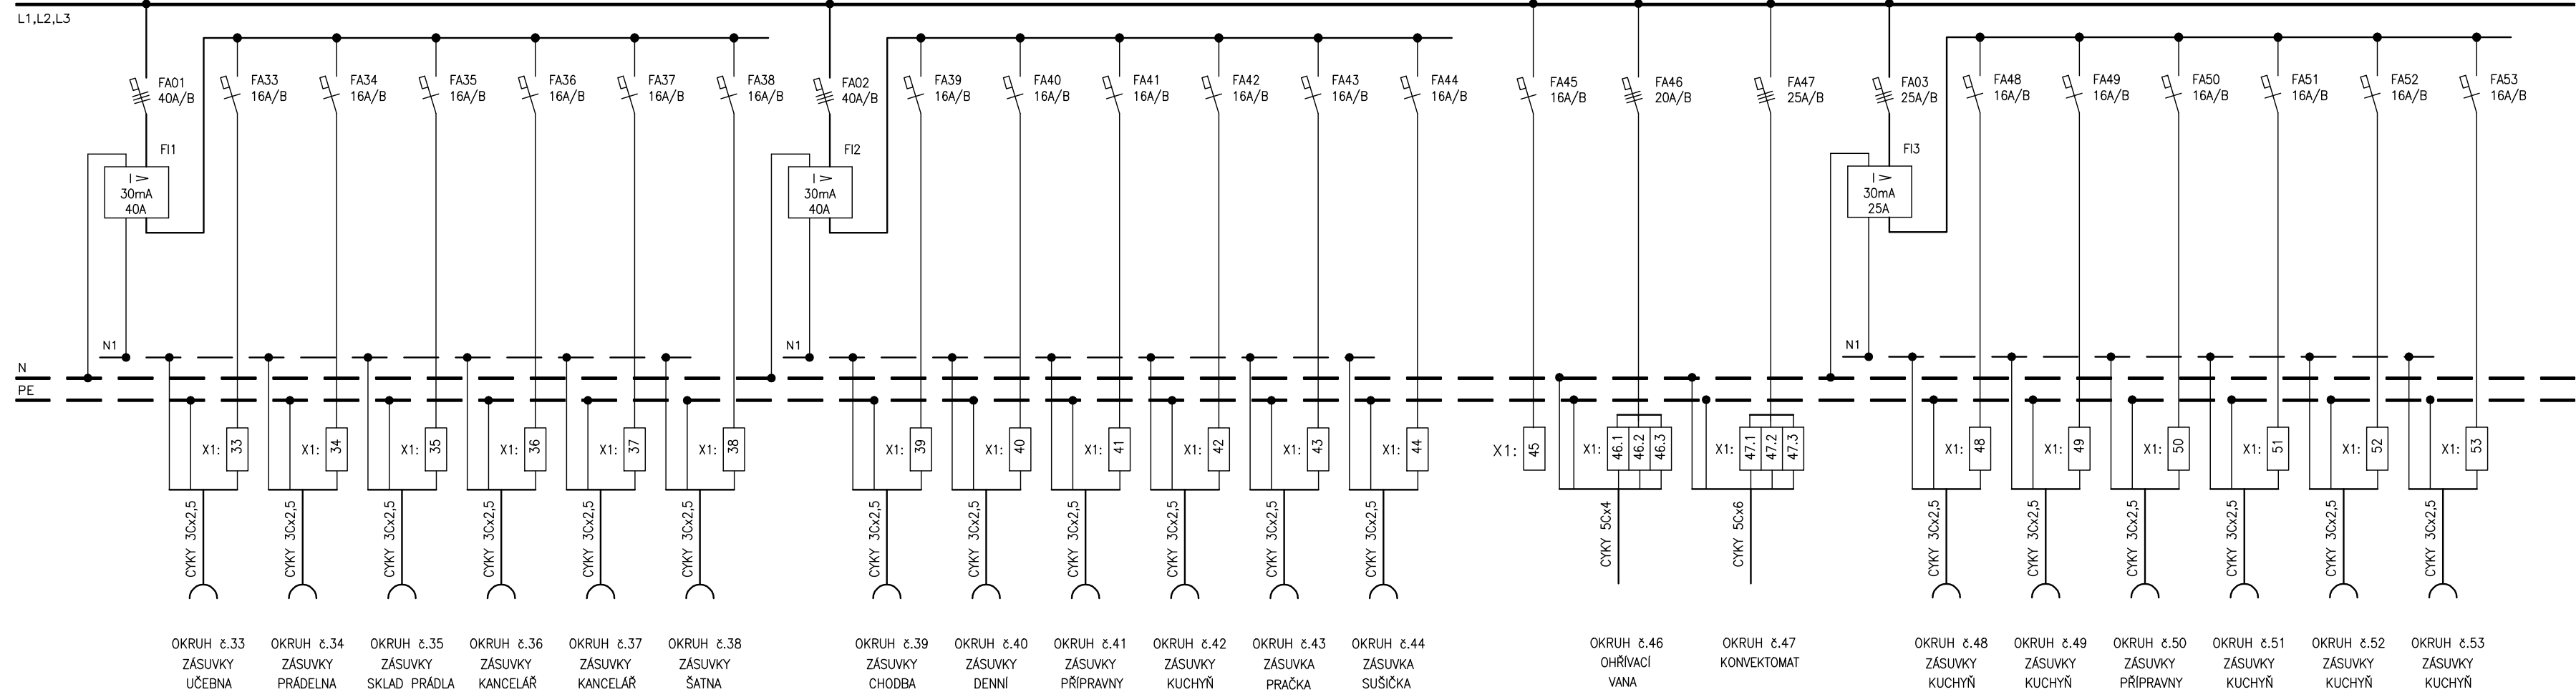 L1,L2,L3
FA01
40A/B
FA33
16A/B
FA34
16A/B
FA35
16A/B
FA36
16A/B
FA37
16A/B
FA38
16A/B
FA02
40A/B
FA39
16A/B
FA40
16A/B
FA41
16A/B
FA42
16A/B
FA43
16A/B
FA44
16A/B
FA45
16A/B
FA46
20A/B
FA47
25A/B
FA03
25A/B
FA48
16A/B
FA49
16A/B
FA50
16A/B
FA51
16A/B
FA52
16A/B
FA53
16A/B
FI1
I >
30mA
40A
FI2
I >
30mA
40A
FI3
I >
30mA
25A
N1
N1
N1
N
PE
X1: 33
X1: 34
X1: 35
X1: 36
X1: 37
X1: 38
X1: 39
X1: 40
X1: 41
X1: 42
X1: 43
X1: 44
X1: 45
X1: 46.1 46.2 46.3
X1: 47.1 47.2 47.3
X1: 48
X1: 49
X1: 50
X1: 51
X1: 52
X1: 53
CYKY 3Cx2,5
CYKY 3Cx2,5
CYKY 3Cx2,5
CYKY 3Cx2,5
CYKY 3Cx2,5
CYKY 3Cx2,5
CYKY 3Cx2,5
CYKY 3Cx2,5
CYKY 3Cx2,5
CYKY 3Cx2,5
CYKY 3Cx2,5
CYKY 3Cx2,5
CYKY 5Cx4
CYKY 5Cx6
CYKY 3Cx2,5
CYKY 3Cx2,5
CYKY 3Cx2,5
CYKY 3Cx2,5
CYKY 3Cx2,5
CYKY 3Cx2,5
OKRUH č.33
ZÁSUVKY
UČEBNA
OKRUH č.34
ZÁSUVKY
PRÁDELNA
OKRUH č.35
ZÁSUVKY
SKLAD PRÁDLA
OKRUH č.36
ZÁSUVKY
KANCELÁŘ
OKRUH č.37
ZÁSUVKY
KANCELÁŘ
OKRUH č.38
ZÁSUVKY
ŠATNA
OKRUH č.39
ZÁSUVKY
CHODBA
OKRUH č.40
ZÁSUVKY
DENNÍ
OKRUH č.41
ZÁSUVKY
PŘÍPRAVNY
OKRUH č.42
ZÁSUVKY
KUCHYŇ
OKRUH č.43
ZÁSUVKA
PRAČKA
OKRUH č.44
ZÁSUVKA
SUŠIČKA
OKRUH č.46
OHŘÍVACÍ
VANA
OKRUH č.47
KONVEKTOMAT
OKRUH č.48
ZÁSUVKY
KUCHYŇ
OKRUH č.49
ZÁSUVKY
KUCHYŇ
OKRUH č.50
ZÁSUVKY
PŘÍPRAVNY
OKRUH č.51
ZÁSUVKY
KUCHYŇ
OKRUH č.52
ZÁSUVKY
KUCHYŇ
OKRUH č.53
ZÁSUVKY
KUCHYŇ